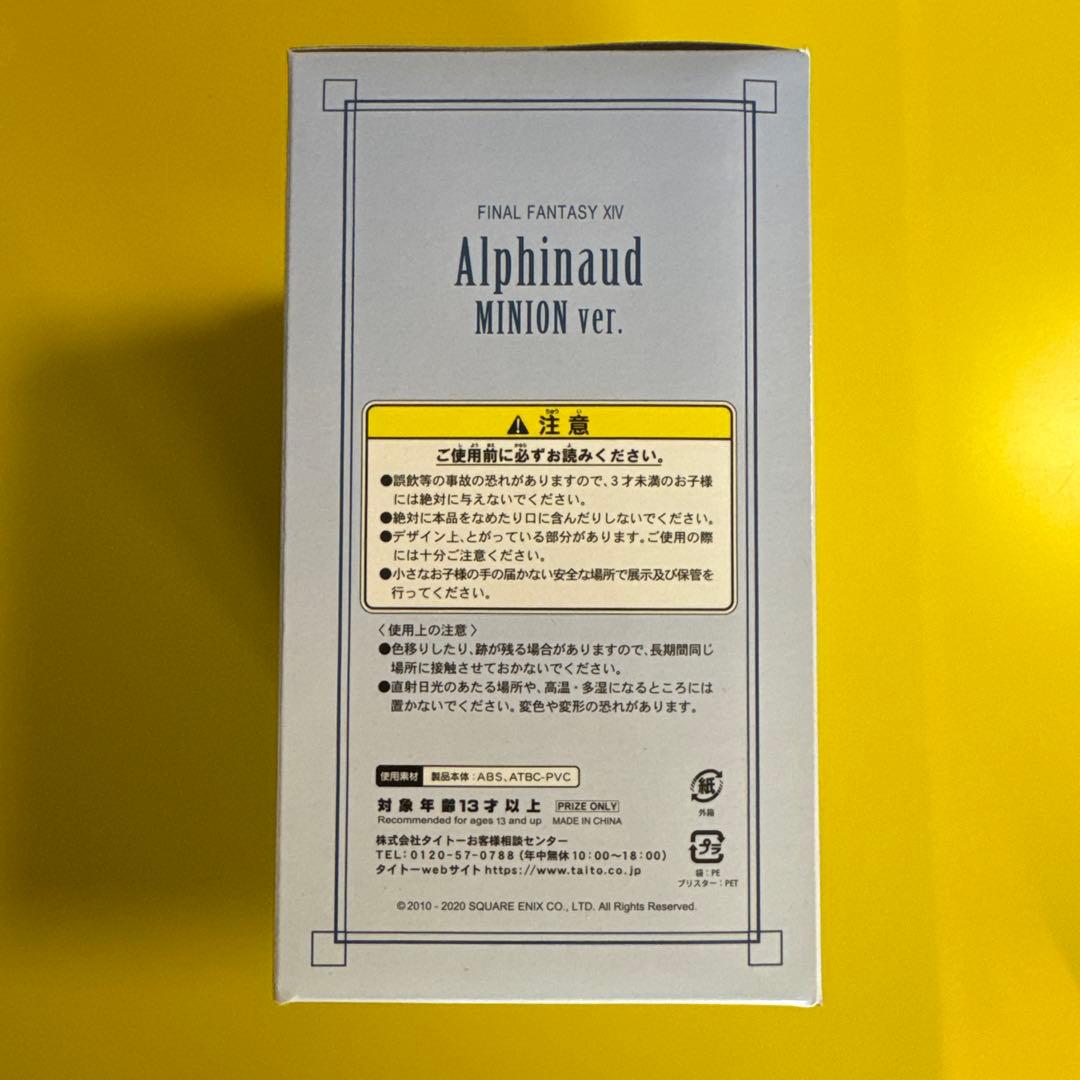 FINAL FANTASY XIV
Alphinaud
MINION ver.
⚠注意
ちゅう い
ご使用前に必ずお読みください。
し よう まえ かなら よ
●誤飲等の事故の恐れがありますので、3才未満のお子様
には絶対に与えないでください。
●絶対に本品をなめたり口に含んだりしないでください。
●デザイン上、とがっている部分があります。ご使用の際
には十分ご注意ください。
●小さなお子様の手の届かない安全な場所で展示及び保管を
行ってください。
〈使用上の注意〉
●色移りしたり、跡が残る場合がありますので、長期間同じ
場所に接触させておかないでください。
●直射日光のあたる場所や、高温・多湿になるところには
置かないでください。変色や変形の恐れがあります。
使用素材 製品本体：ABS、ATBC-PVC
対象年齢13才以上 PRIZE ONLY
Recommended for ages 13 and up MADE IN CHINA
株式会社タイトーお客様相談センター
TEL：0120-57-0788（年中無休10：00〜18：00）
タイトーwebサイト https://www.taito.co.jp
紙
外箱
プラ
袋：PE
ブリスター：PET
©2010 - 2020 SQUARE ENIX CO., LTD. All Rights Reserved.